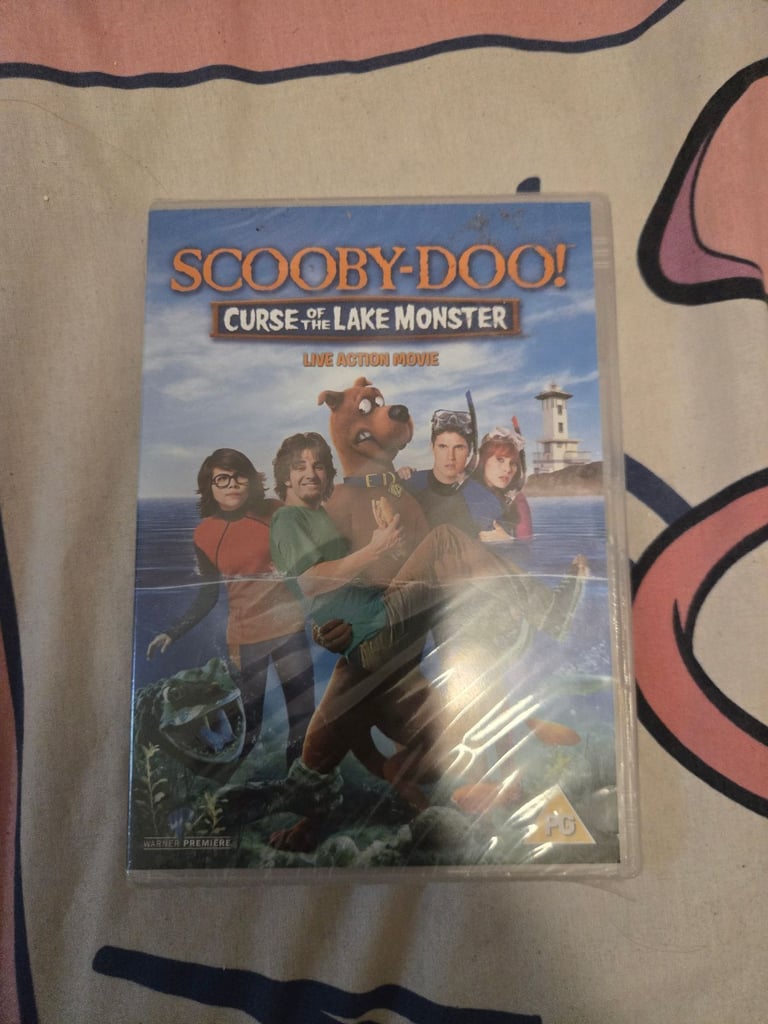 SCOOBY-DOO!
CURSE OF THE LAKE MONSTER
LIVE ACTION MOVIE
WARNER PREMIERE
PG